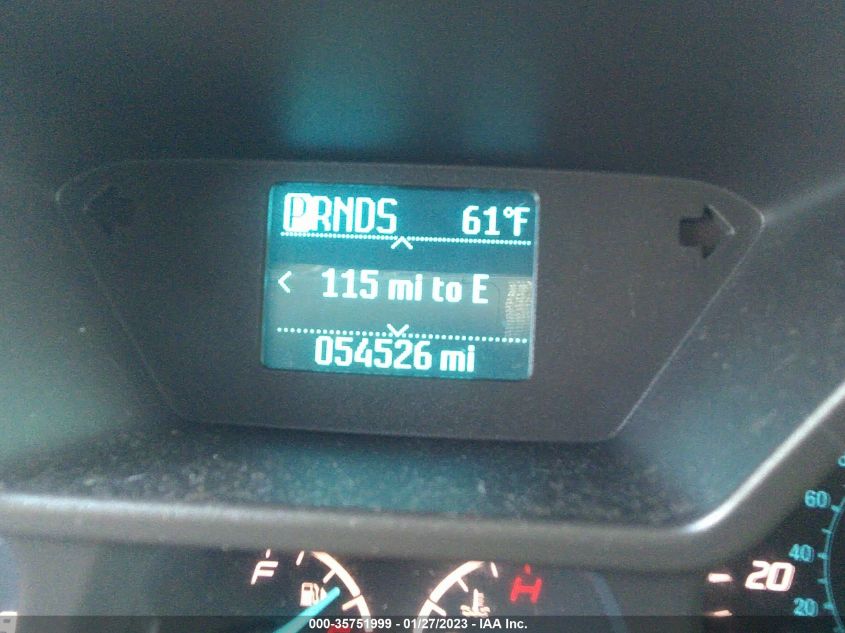 PRNDS 61°F
< 115 mi to E
054526 mi
60
F H 20 40
20
000-35751999 - 01/27/2023 - IAA Inc.